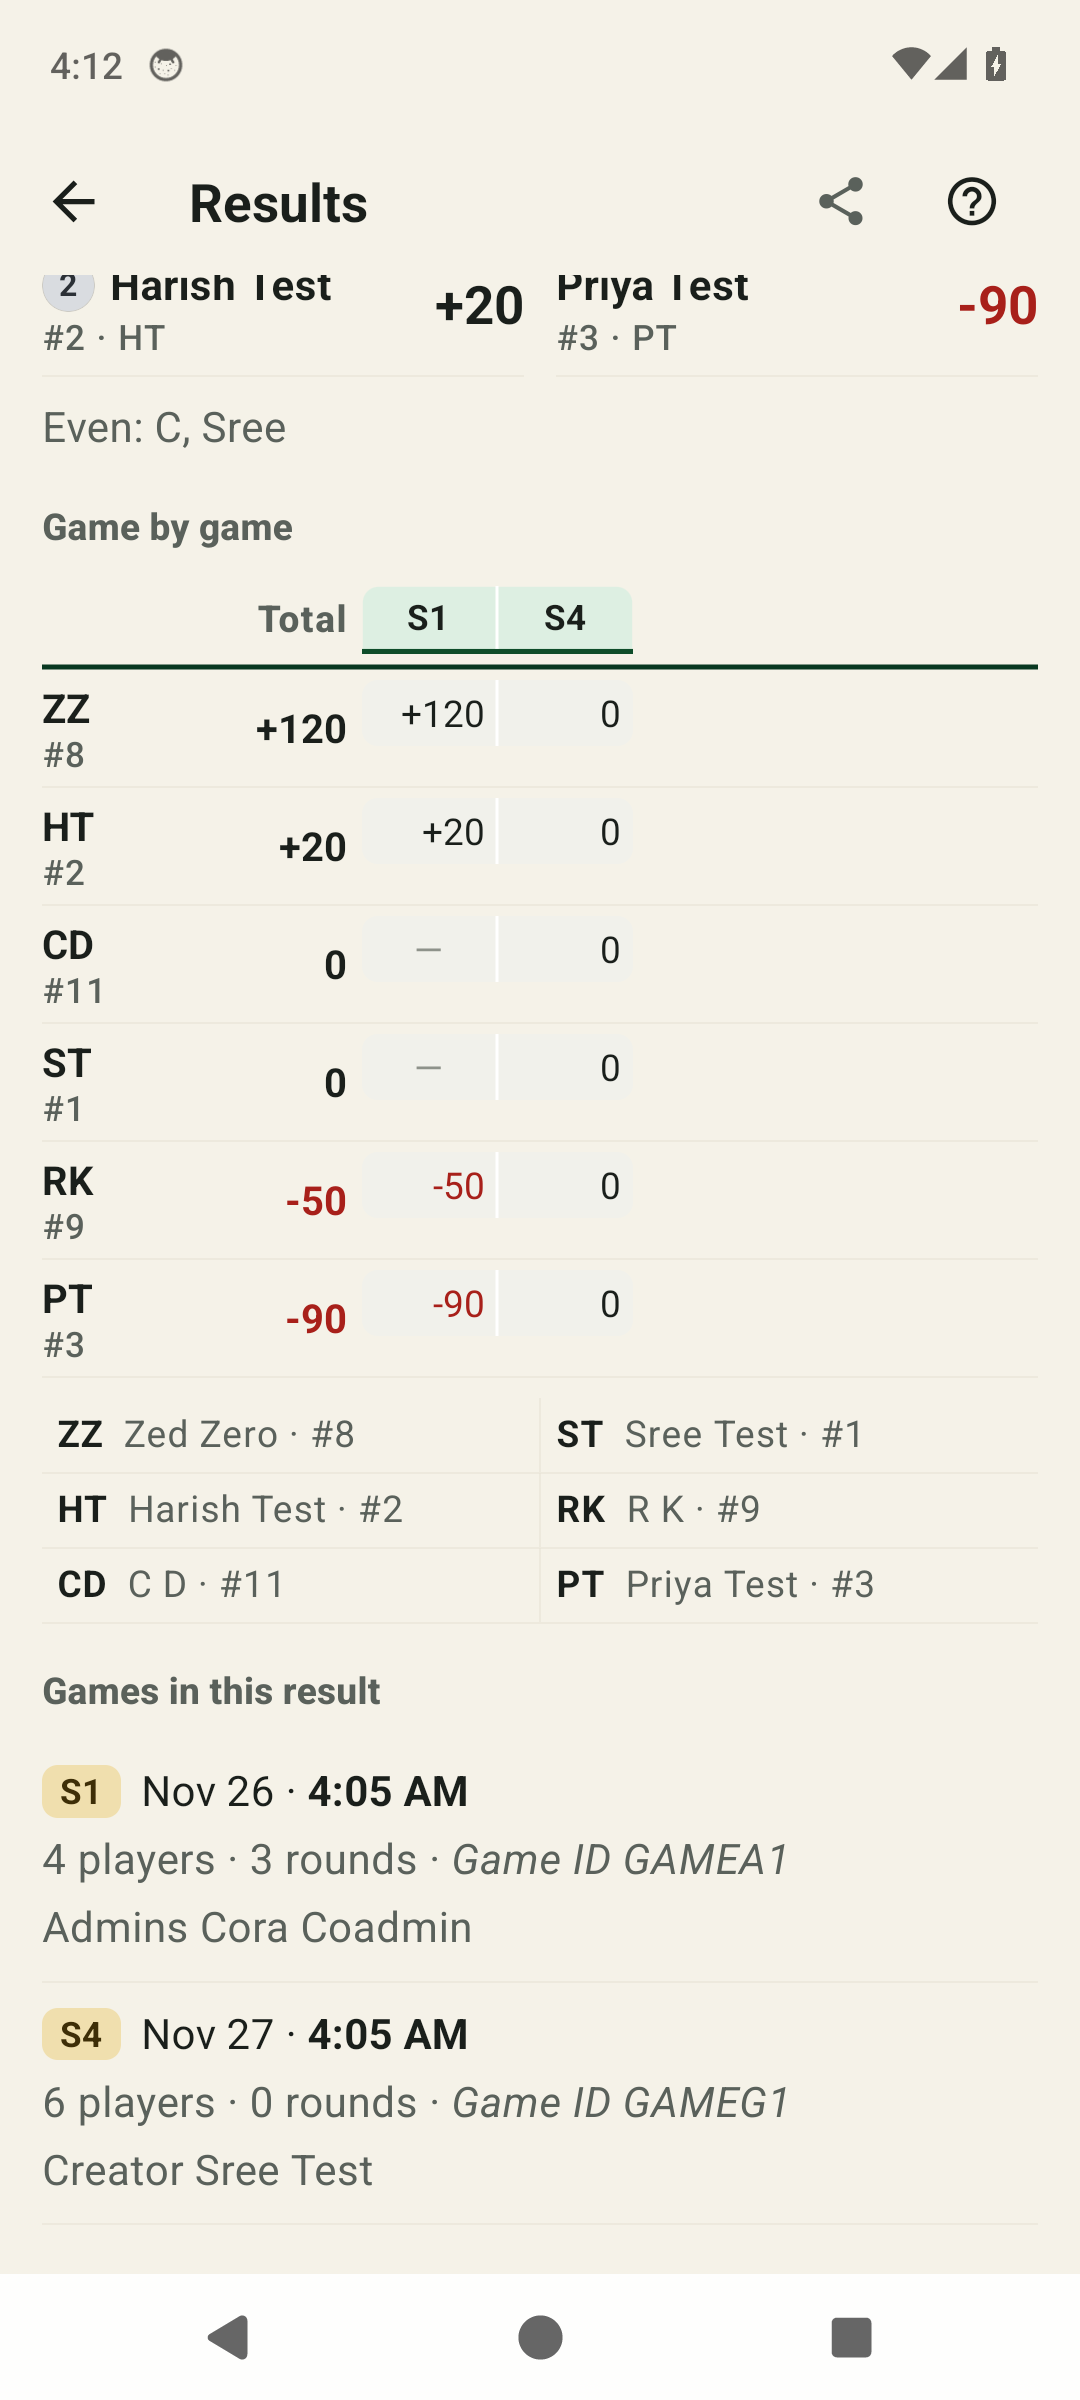 4:12
Results
2 Harish Test +20
#2 · HT
Priya Test -90
#3 · PT
Even: C, Sree
Game by game
Total S1 S4
ZZ +120 +120 0
#8
HT +20 +20 0
#2
CD 0 — 0
#11
ST 0 — 0
#1
RK -50 -50 0
#9
PT -90 -90 0
#3
ZZ Zed Zero · #8
ST Sree Test · #1
HT Harish Test · #2
RK R K · #9
CD C D · #11
PT Priya Test · #3
Games in this result
S1 Nov 26 · 4:05 AM
4 players · 3 rounds · Game ID GAMEA1
Admins Cora Coadmin
S4 Nov 27 · 4:05 AM
6 players · 0 rounds · Game ID GAMEG1
Creator Sree Test